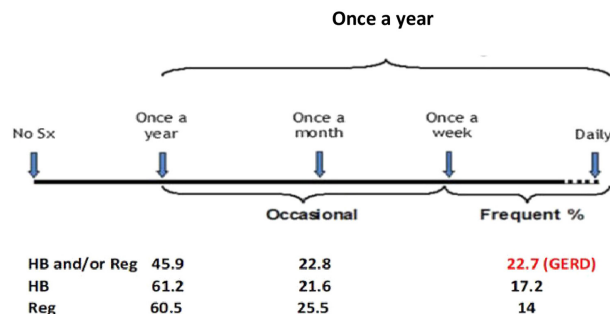 Once a year
No Sx
Once a year
Once a month
Once a week
Daily
Occasional
Frequent %
HB and/or Reg 45.9 22.8 22.7 (GERD)
HB 61.2 21.6 17.2
Reg 60.5 25.5 14